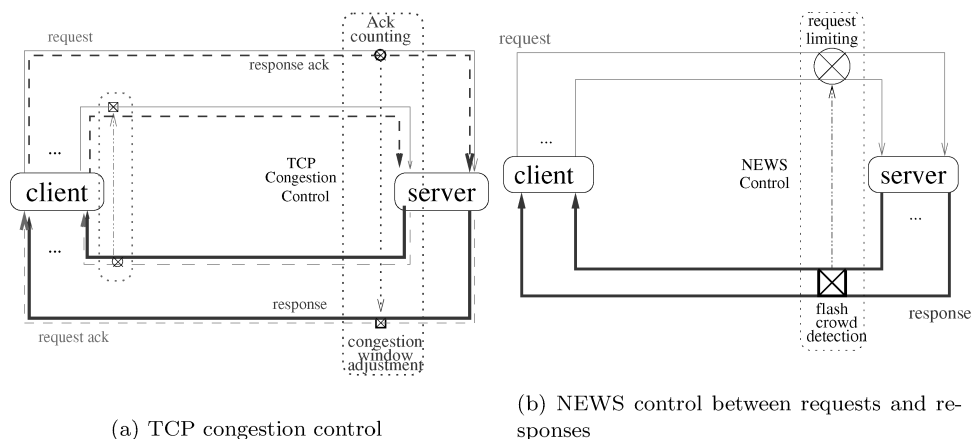 Ack
counting
request
response ack
...
TCP
Congestion
Control
client
server
...
response
request ack
congestion
window
adjustment
(a) TCP congestion control
request
limiting
request
...
NEWS
Control
client
server
...
response
flash
crowd
detection
(b) NEWS control between requests and re-
sponses